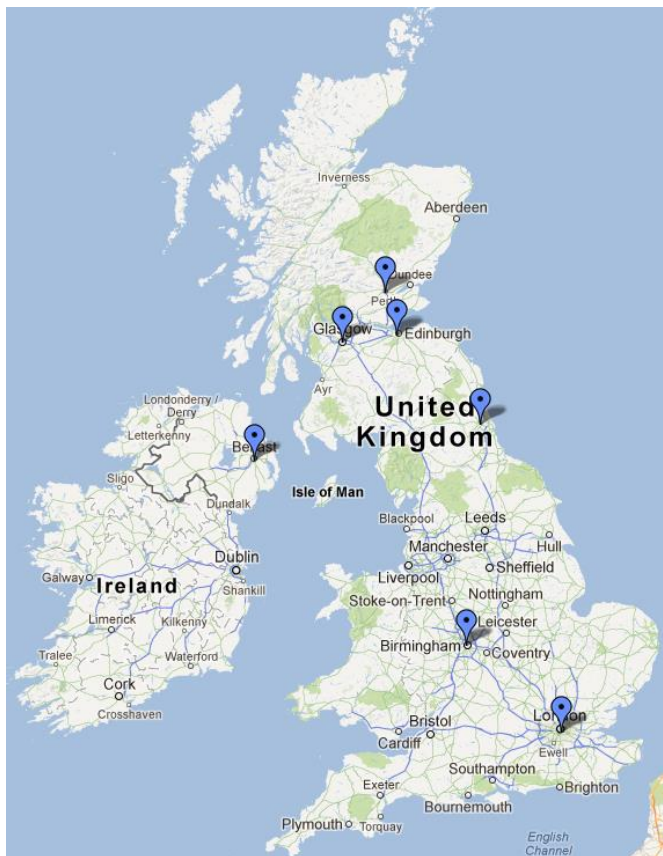 Inverness
Aberdeen
Dundee
Perth
Glasgow
Edinburgh
Ayr
United
Kingdom
Londonderry /
Derry
Letterkenny
Belfast
Sligo
Isle of Man
Dundalk
Blackpool
Leeds
Hull
Manchester
Dublin
Liverpool
Sheffield
Galway
Ireland
Shankill
Stoke-on-Trent
Nottingham
Limerick
Kilkenny
Leicester
Birmingham
Coventry
Tralee
Waterford
Cork
Crosshaven
London
Bristol
Cardiff
Ewell
Southampton
Exeter
Brighton
Bournemouth
Plymouth
Torquay
English
Channel